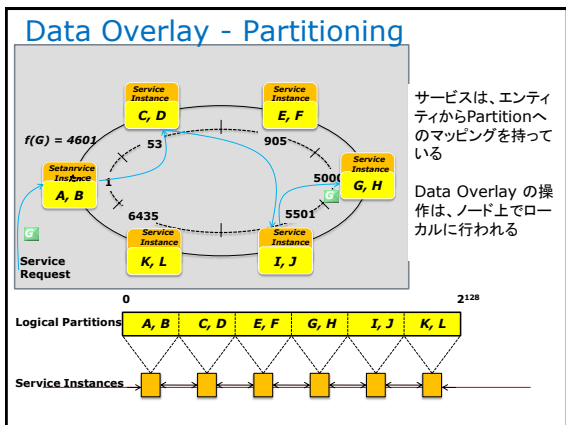 Data Overlay - Partitioning
Service
Instance
C, D
Service
Instance
E, F
f(G) = 4601
53
905
Setanrvice
Instance
A, B
1
500
Service
Instance
G, H
G
6435
5501
G
Service
Request
Service
Instance
K, L
Service
Instance
I, J
サービスは、エンティ
ティからPartitionへ
のマッピングを持って
いる
Data Overlay の操
作は、ノード上でロー
カルに行われる
0
2¹²⁸
Logical Partitions
A, B
C, D
E, F
G, H
I, J
K, L
Service Instances